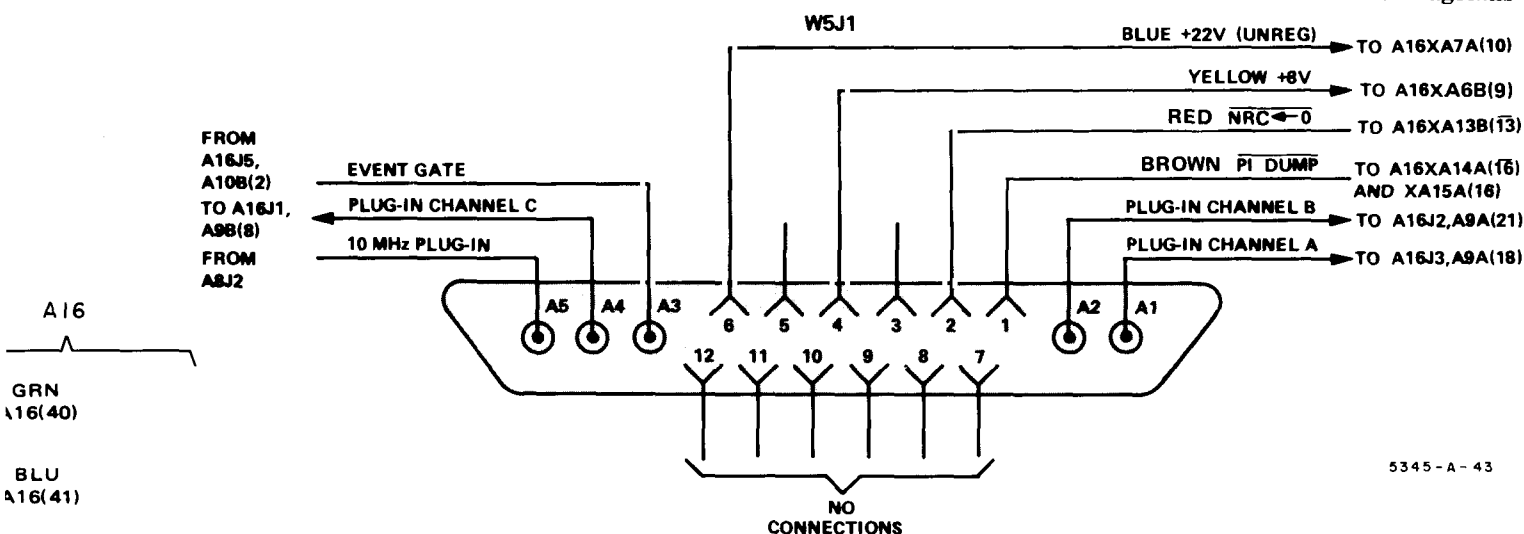 W5J1
BLUE +22V (UNREG)
TO A16XA7A(10)
YELLOW +8V
TO A16XA6B(9)
RED NRC←0
TO A16XA13B(13)
BROWN PI DUMP
TO A16XA14A(16)
AND XA15A(16)
PLUG-IN CHANNEL B
TO A16J2,A9A(21)
PLUG-IN CHANNEL A
TO A16J3,A9A(18)
FROM
A16J5,
A10B(2)
EVENT GATE
TO A16J1,
A9B(8)
PLUG-IN CHANNEL C
FROM
A8J2
10 MHz PLUG-IN
A5 A4 A3 6 5 4 3 2 1 A2 A1
12 11 10 9 8 7
NO
CONNECTIONS
A16
GRN
A16(40)
BLU
A16(41)
5345-A-43